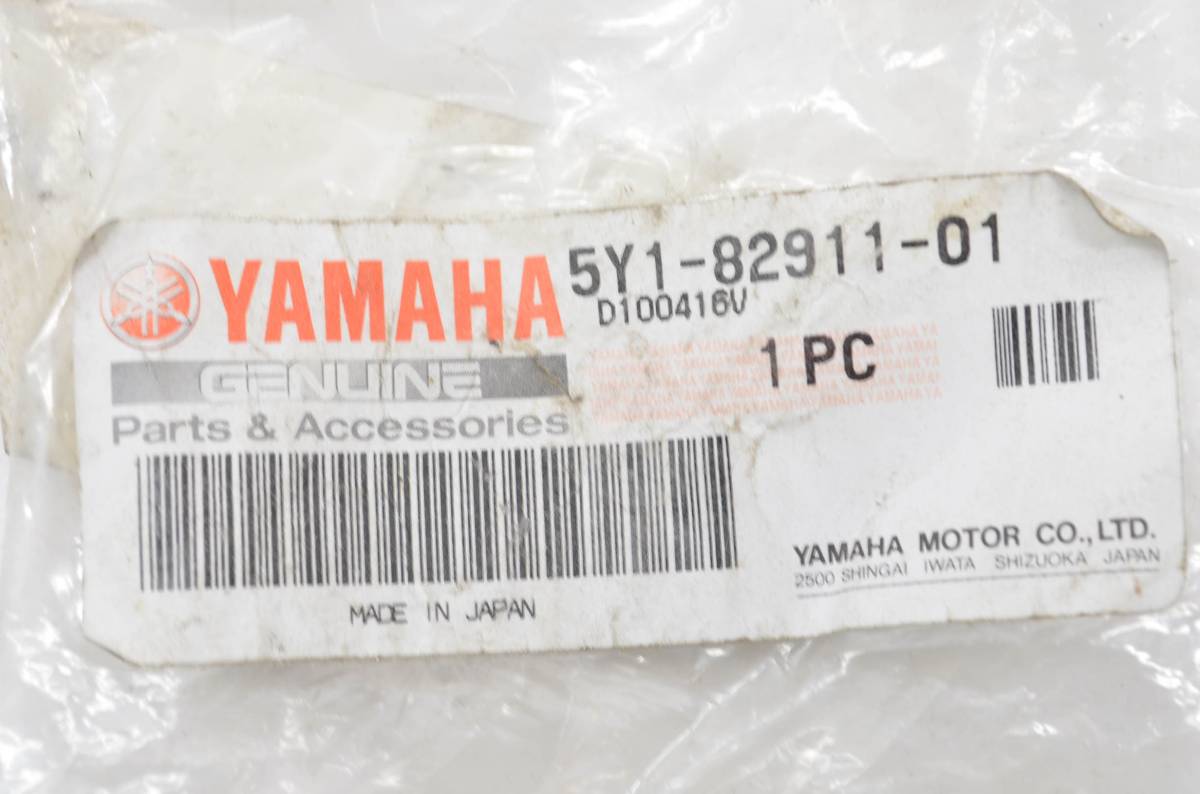 YAMAHA
5Y1-82911-01
D100416V
1 PC
GENUINE
Parts & Accessories
MADE IN JAPAN
YAMAHA MOTOR CO., LTD.
2500 SHINGAI IWATA SHIZUOKA JAPAN